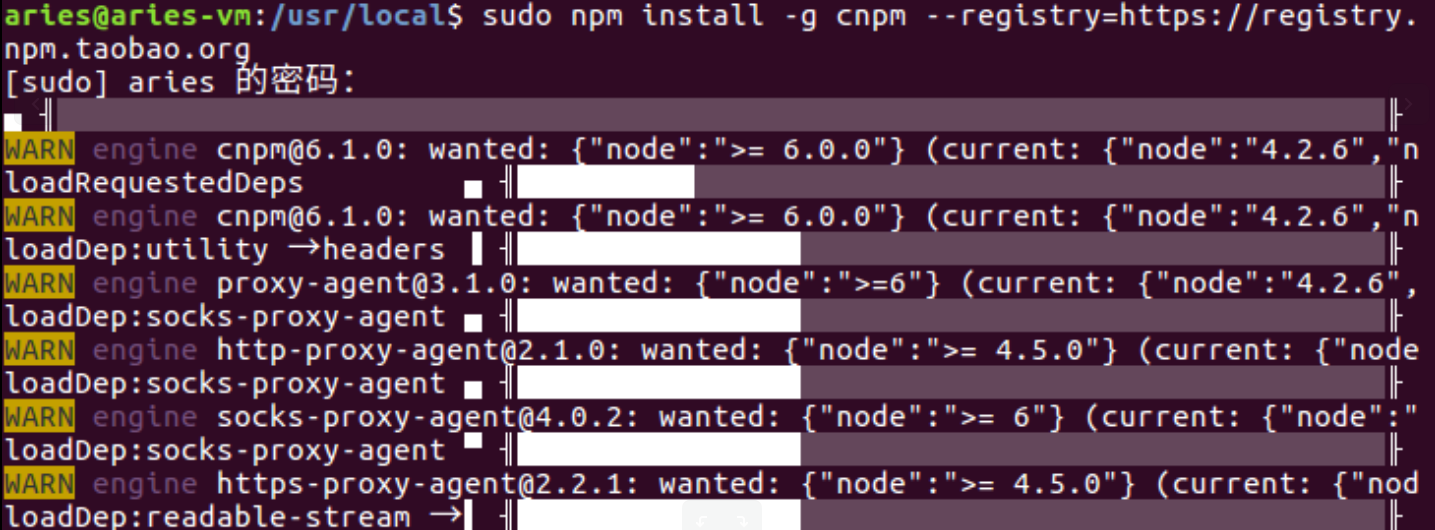 aries@aries-vm:/usr/local$ sudo npm install -g cnpm --registry=https://registry.
npm.taobao.org
[sudo] aries 的密码：
WARN engine cnpm@6.1.0: wanted: {"node":">= 6.0.0"} (current: {"node":"4.2.6","n
loadRequestedDeps
WARN engine cnpm@6.1.0: wanted: {"node":">= 6.0.0"} (current: {"node":"4.2.6","n
loadDep:utility →headers
WARN engine proxy-agent@3.1.0: wanted: {"node":">=6"} (current: {"node":"4.2.6",
loadDep:socks-proxy-agent
WARN engine http-proxy-agent@2.1.0: wanted: {"node":">= 4.5.0"} (current: {"node
loadDep:socks-proxy-agent
WARN engine socks-proxy-agent@4.0.2: wanted: {"node":">= 6"} (current: {"node":"
loadDep:socks-proxy-agent
WARN engine https-proxy-agent@2.2.1: wanted: {"node":">= 4.5.0"} (current: {"nod
loadDep:readable-stream →